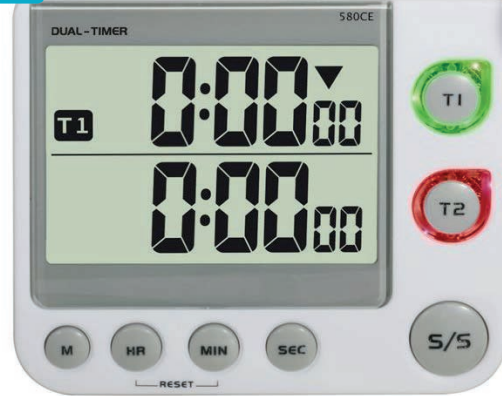 580CE
DUAL-TIMER
T1 0:00 00
0:00 00
T1
T2
M HR MIN SEC S/S
RESET